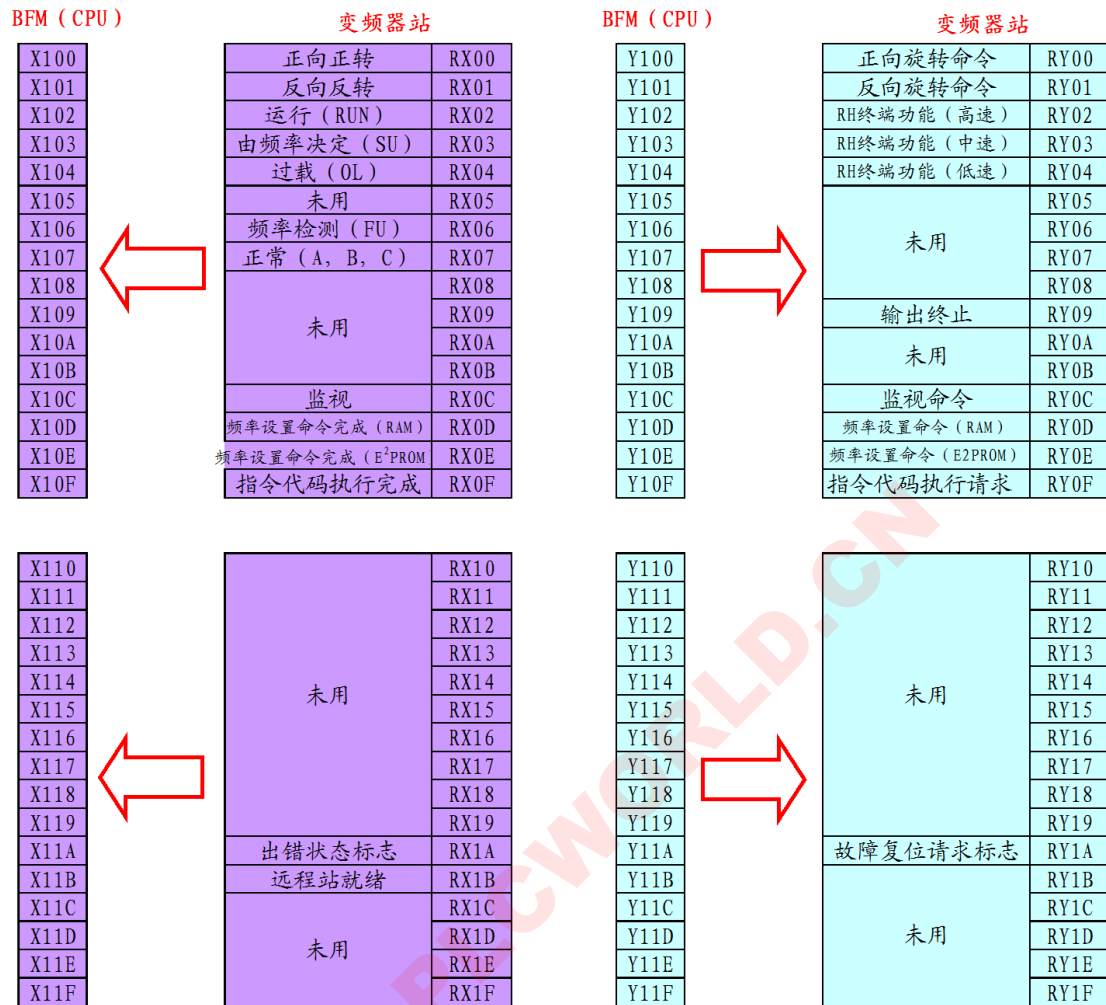 BFM（CPU）	变频器站	BFM（CPU）	变频器站
X100	正向正转	RX00	Y100	正向旋转命令	RY00
X101	反向反转	RX01	Y101	反向旋转命令	RY01
X102	运行（RUN）	RX02	Y102	RH终端功能（高速）	RY02
X103	由频率决定（SU）	RX03	Y103	RH终端功能（中速）	RY03
X104	过载（OL）	RX04	Y104	RH终端功能（低速）	RY04
X105	未用	RX05	Y105	RY05
X106	频率检测（FU）	RX06	Y106	未用	RY06
X107	正常（A, B, C）	RX07	Y107	RY07
X108	RX08	Y108	RY08
X109	未用	RX09	Y109	输出终止	RY09
X10A	RX0A	Y10A	未用	RY0A
X10B	RX0B	Y10B	RY0B
X10C	监视	RX0C	Y10C	监视命令	RY0C
X10D	频率设置命令完成（RAM）	RX0D	Y10D	频率设置命令（RAM）	RY0D
X10E	频率设置命令完成（E²PROM	RX0E	Y10E	频率设置命令（E2PROM）	RY0E
X10F	指令代码执行完成	RX0F	Y10F	指令代码执行请求	RY0F
X110	RX10	Y110	RY10
X111	RX11	Y111	RY11
X112	RX12	Y112	RY12
X113	RX13	Y113	RY13
X114	未用	RX14	Y114	未用	RY14
X115	RX15	Y115	RY15
X116	RX16	Y116	RY16
X117	RX17	Y117	RY17
X118	RX18	Y118	RY18
X119	RX19	Y119	RY19
X11A	出错状态标志	RX1A	Y11A	故障复位请求标志	RY1A
X11B	远程站就绪	RX1B	Y11B	RY1B
X11C	RX1C	Y11C	RY1C
X11D	未用	RX1D	Y11D	未用	RY1D
X11E	RX1E	Y11E	RY1E
X11F	RX1F	Y11F	RY1F
PLCWORLD.CN